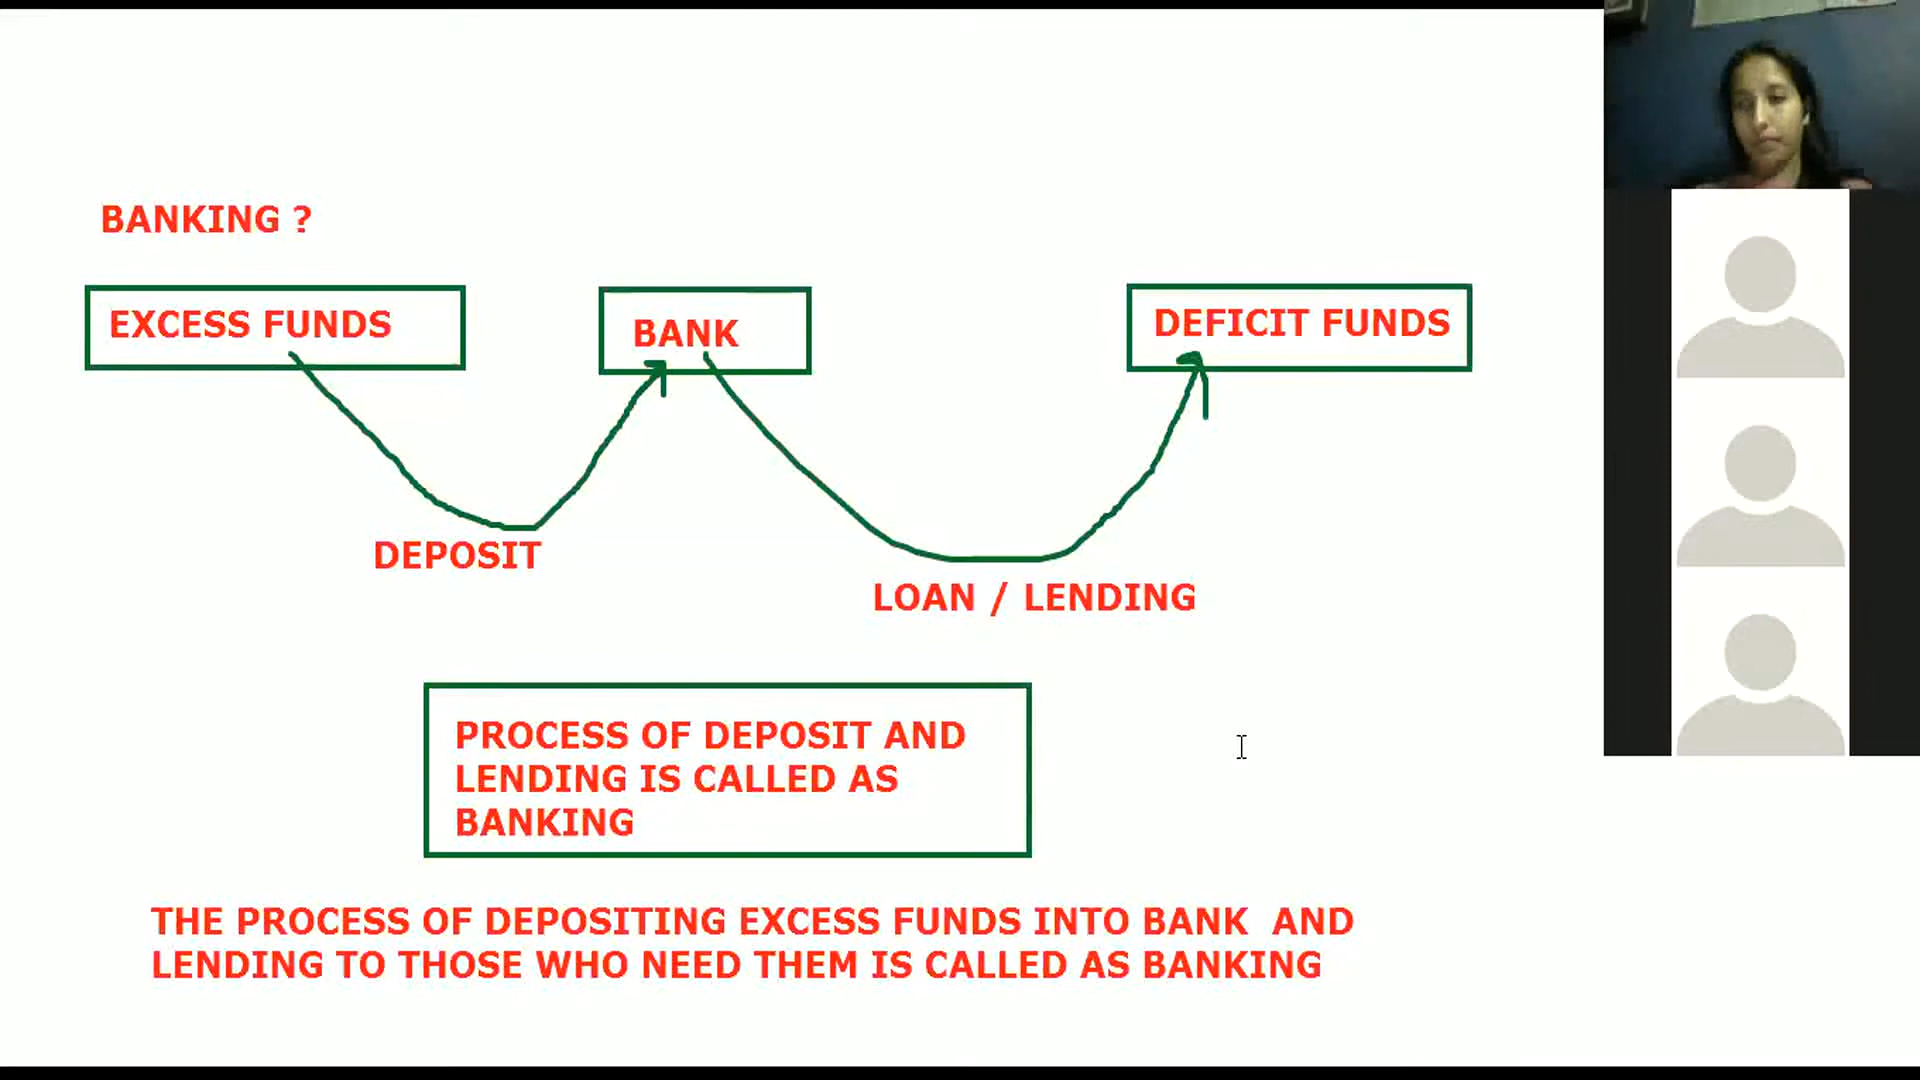 BANKING ?
EXCESS FUNDS
BANK
DEFICIT FUNDS
DEPOSIT
LOAN / LENDING
PROCESS OF DEPOSIT AND
LENDING IS CALLED AS
BANKING
THE PROCESS OF DEPOSITING EXCESS FUNDS INTO BANK  AND
LENDING TO THOSE WHO NEED THEM IS CALLED AS BANKING